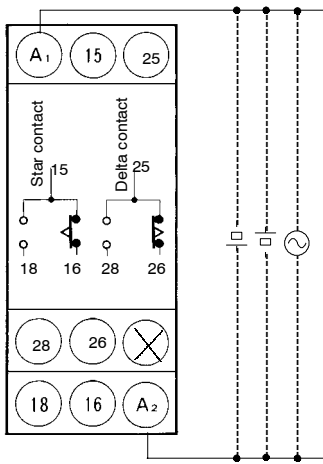 A1 15 25
Star contact
Delta contact
15 25
18 16 28 26
28 26
18 16 A2